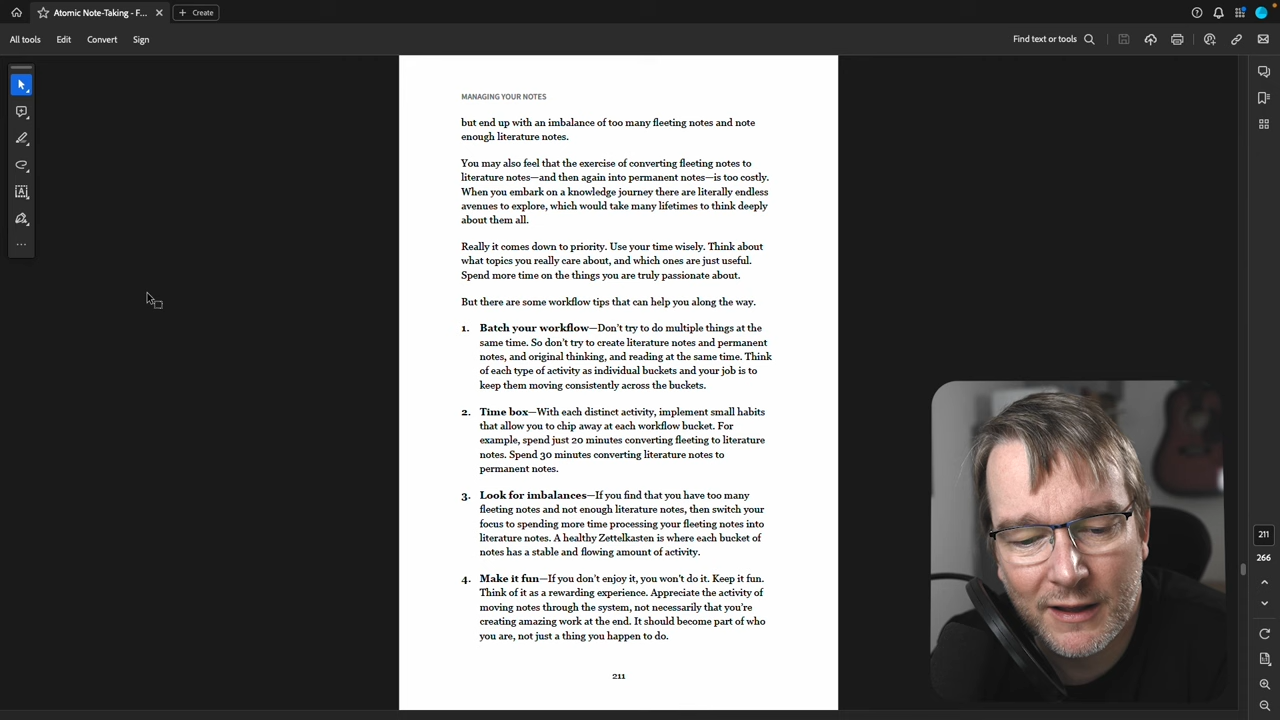 Atomic Note-Taking - F...
Create
All tools
Edit
Convert
Sign
Find text or tools
MANAGING YOUR NOTES
but end up with an imbalance of too many fleeting notes and note
enough literature notes.
You may also feel that the exercise of converting fleeting notes to
literature notes—and then again into permanent notes—is too costly.
When you embark on a knowledge journey there are literally endless
avenues to explore, which would take many lifetimes to think deeply
about them all.
Really it comes down to priority. Use your time wisely. Think about
what topics you really care about, and which ones are just useful.
Spend more time on the things you are truly passionate about.
But there are some workflow tips that can help you along the way.
1. Batch your workflow—Don't try to do multiple things at the
same time. So don't try to create literature notes and permanent
notes, and original thinking, and reading at the same time. Think
of each type of activity as individual buckets and your job is to
keep them moving consistently across the buckets.
2. Time box—With each distinct activity, implement small habits
that allow you to chip away at each workflow bucket. For
example, spend just 20 minutes converting fleeting to literature
notes. Spend 30 minutes converting literature notes to
permanent notes.
3. Look for imbalances—If you find that you have too many
fleeting notes and not enough literature notes, then switch your
focus to spending more time processing your fleeting notes into
literature notes. A healthy Zettelkasten is where each bucket of
notes has a stable and flowing amount of activity.
4. Make it fun—If you don't enjoy it, you won't do it. Keep it fun.
Think of it as a rewarding experience. Appreciate the activity of
moving notes through the system, not necessarily that you're
creating amazing work at the end. It should become part of who
you are, not just a thing you happen to do.
211
211
266